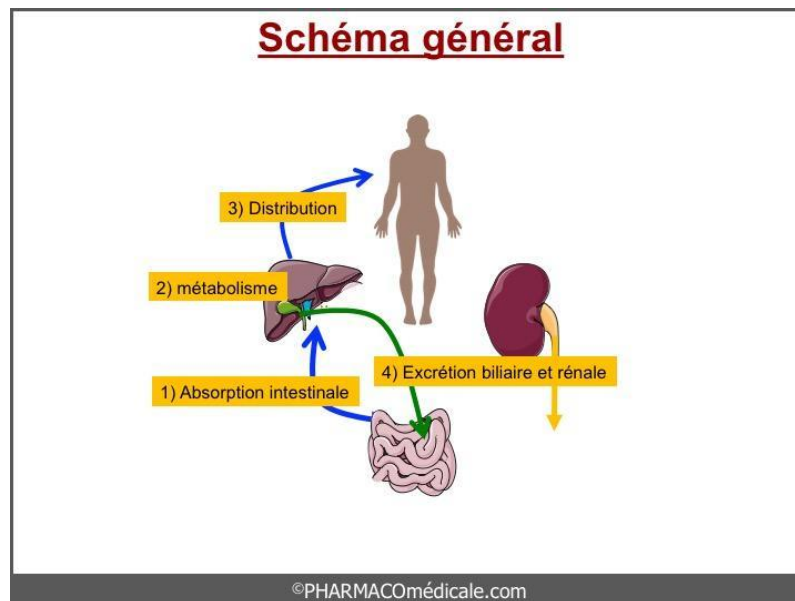 Schéma général
3) Distribution
2) métabolisme
4) Excrétion biliaire et rénale
1) Absorption intestinale
©PHARMACOmédicale.com